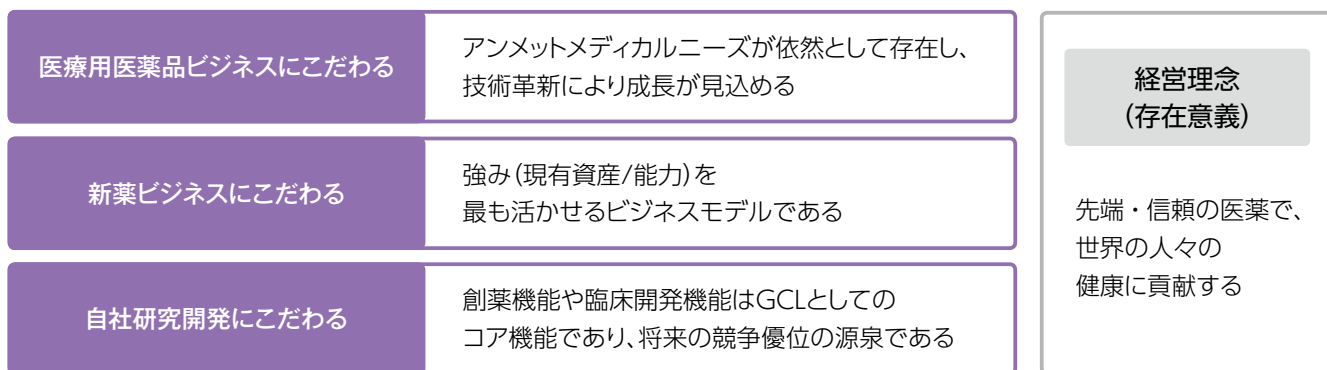 医療用医薬品ビジネスにこだわる
アンメットメディカルニーズが依然として存在し、
技術革新により成長が見込める
新薬ビジネスにこだわる
強み(現有資産/能力)を
最も活かせるビジネスモデルである
自社研究開発にこだわる
創薬機能や臨床開発機能はGCLとしての
コア機能であり、将来の競争優位の源泉である
経営理念
(存在意義)
先端・信頼の医薬で、
世界の人々の
健康に貢献する